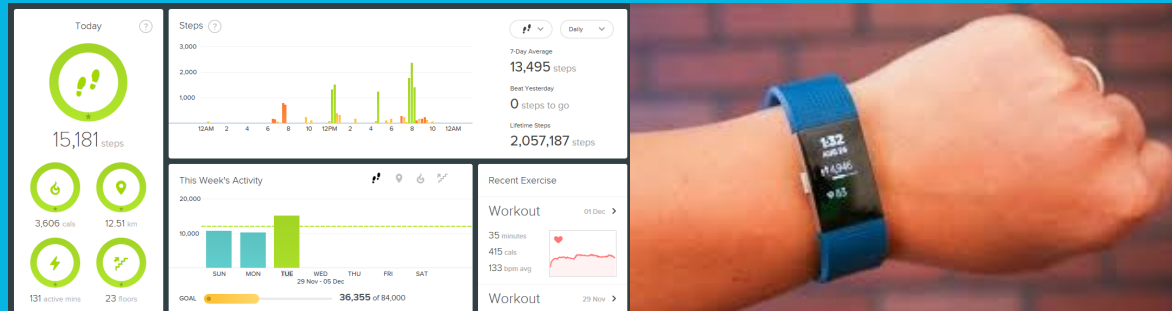 Today
?
15,181 steps
3,606 cals
12.51 km
131 active mins
23 floors
Steps ?
Daily
3,000
2,000
1,000
12AM 2 4 6 8 10 12PM 2 4 6 8 10 12AM
7-Day Average
13,495 steps
Beat Yesterday
0 steps to go
Lifetime Steps
2,057,187 steps
This Week's Activity
20,000
10,000
SUN MON TUE WED THU FRI SAT
29 Nov - 05 Dec
GOAL 36,355 of 84,000
Recent Exercise
Workout 01 Dec >
35 minutes
415 cals
133 bpm avg
Workout 29 Nov >
1:32
AUG 26
4,946
83